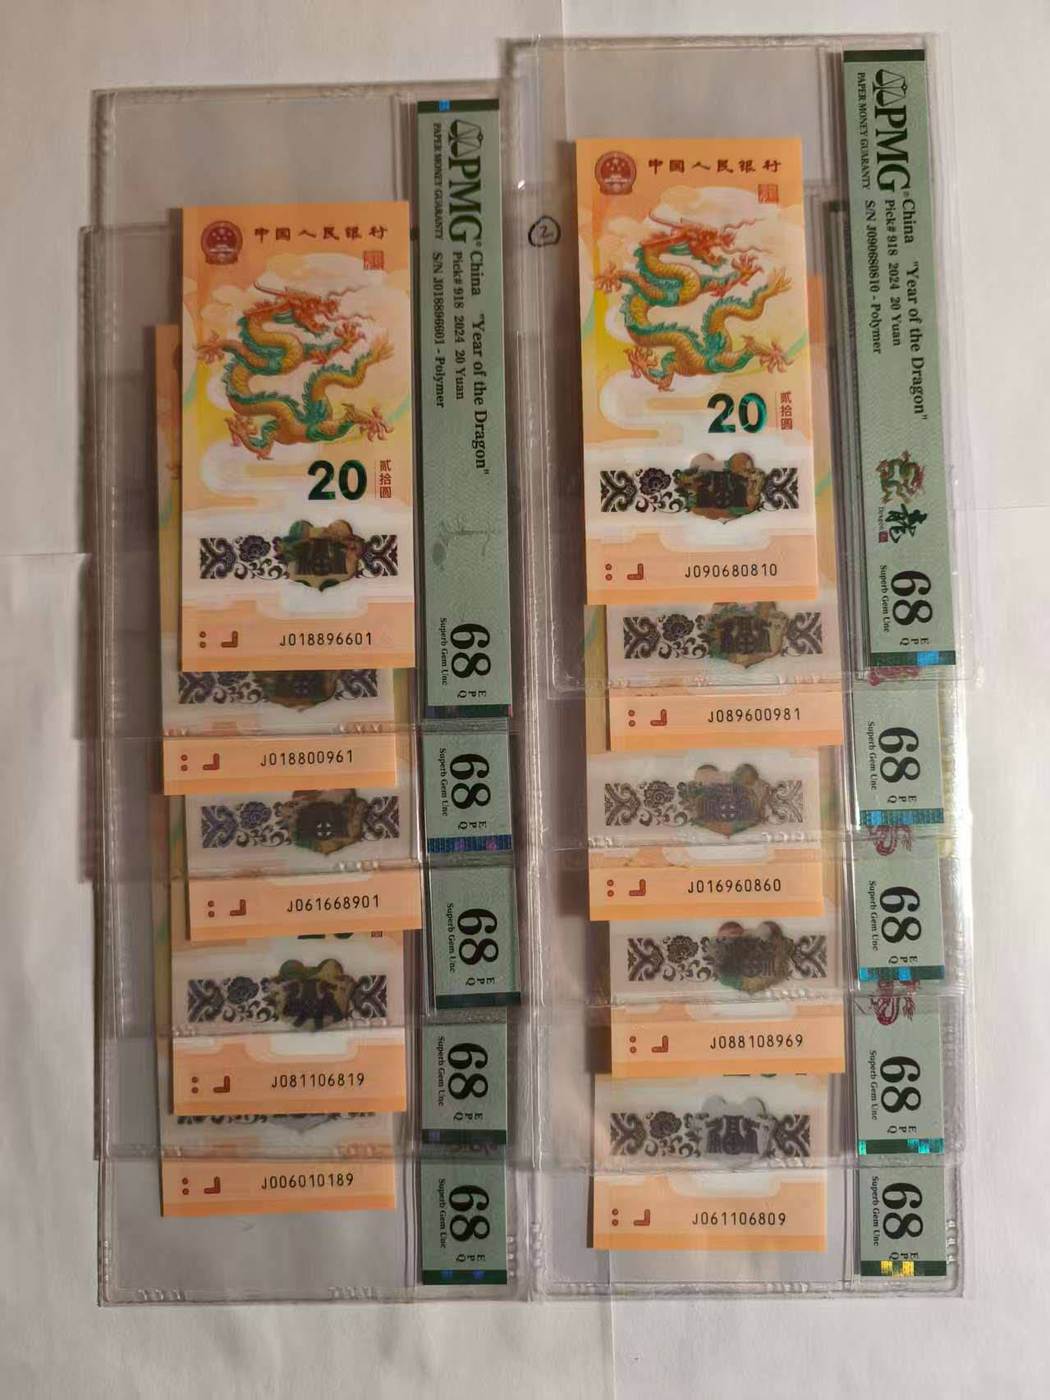 中国人民银行
20
贰拾圆
J018896601
PMG
PAPER MONEY GUARANTY
China "Year of the Dragon"
Pick# 918 2024 20 Yuan
S/N J018896601 - Polymer
68 EPQ
Superb Gem Unc
J018800961
68 EPQ
Superb Gem Unc
J061668901
68 EPQ
Superb Gem Unc
20
J081106819
68 EPQ
Superb Gem Unc
J006010189
68 EPQ
Superb Gem Unc
2
中国人民银行
20
贰拾圆
J090680810
PMG
PAPER MONEY GUARANTY
China "Year of the Dragon"
Pick# 918 2024 20 Yuan
S/N J090680810 - Polymer
龍
DRAGON
68 EPQ
Superb Gem Unc
J089600981
68 EPQ
Superb Gem Unc
J016960860
68 EPQ
Superb Gem Unc
J088108969
68 EPQ
Superb Gem Unc
J061106809
68 EPQ
Superb Gem Unc